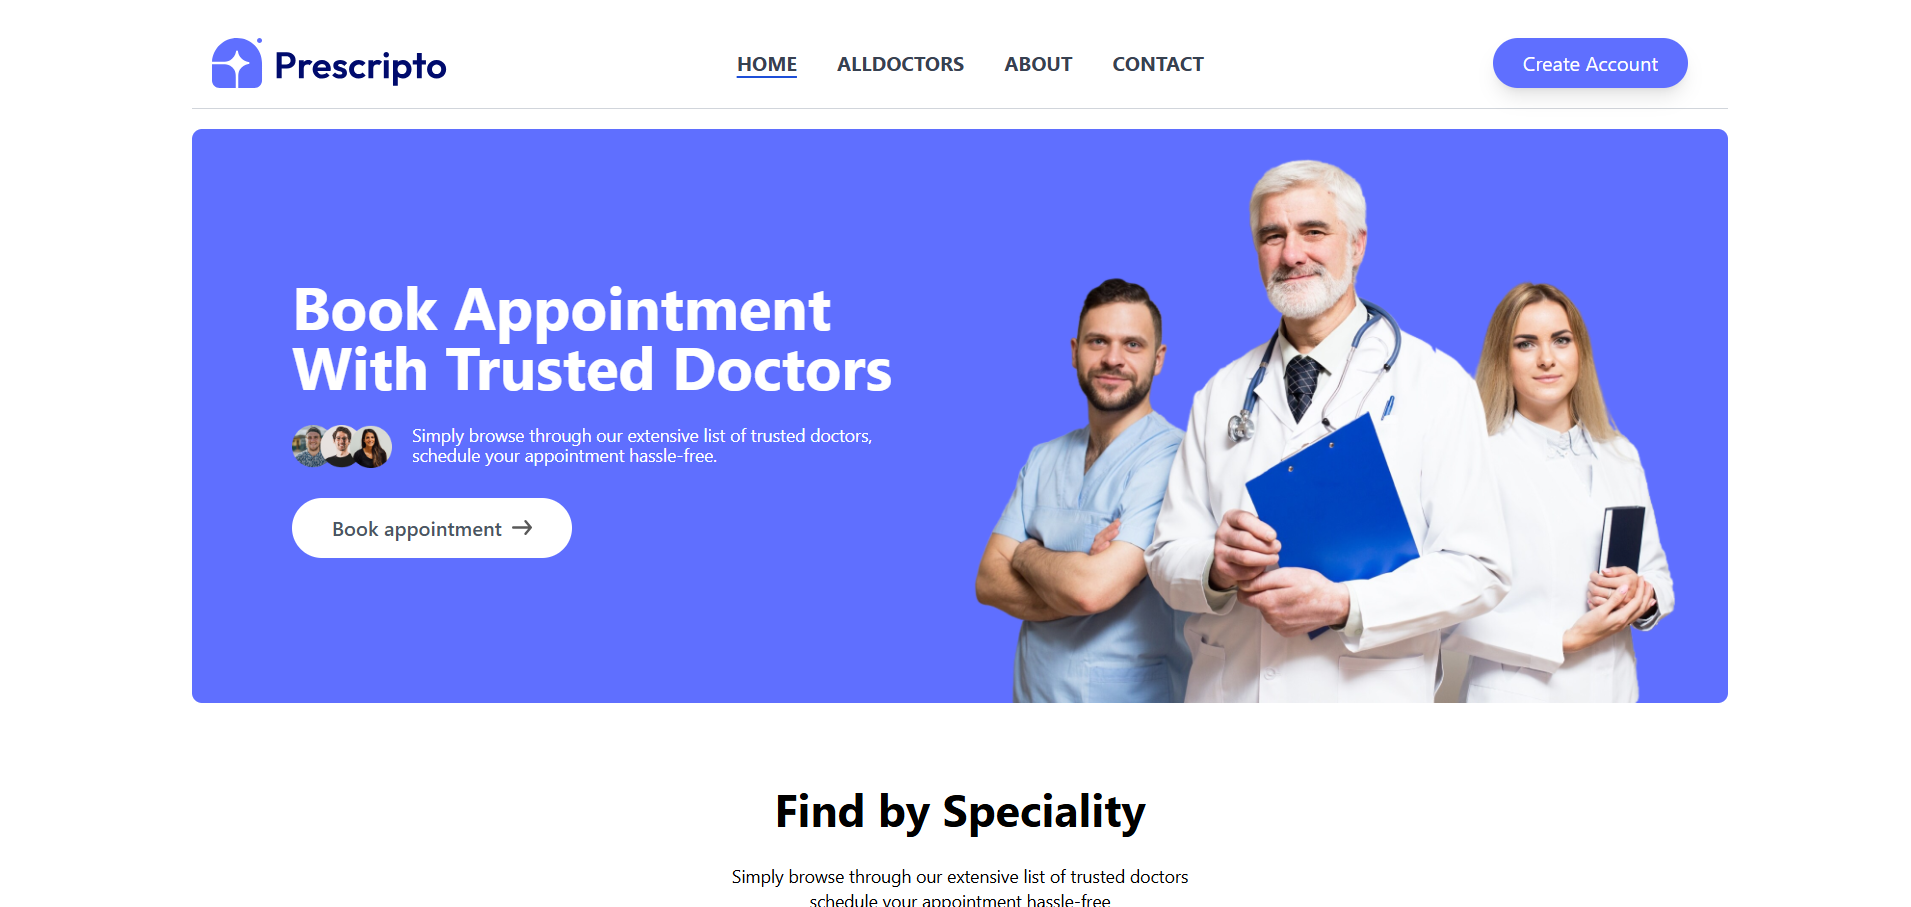 Prescripto
HOME
ALLDOCTORS
ABOUT
CONTACT
Create Account
Book Appointment
With Trusted Doctors
Simply browse through our extensive list of trusted doctors,
schedule your appointment hassle-free.
Book appointment →
Find by Speciality
Simply browse through our extensive list of trusted doctors
schedule your appointment hassle-free